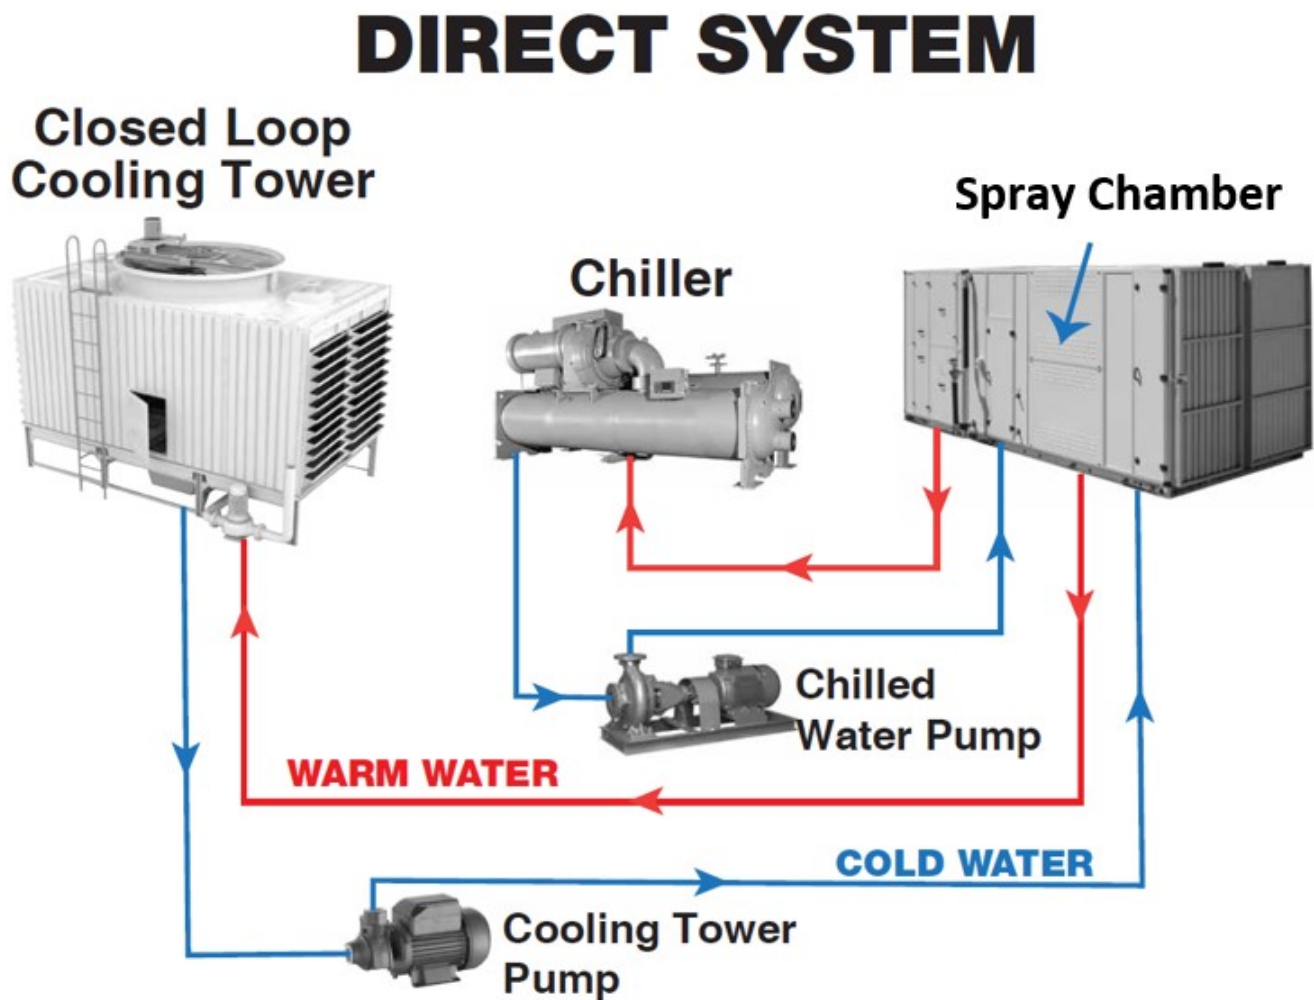 DIRECT SYSTEM
Closed Loop
Cooling Tower
Spray Chamber
Chiller
Chilled
Water Pump
WARM WATER
COLD WATER
Cooling Tower
Pump